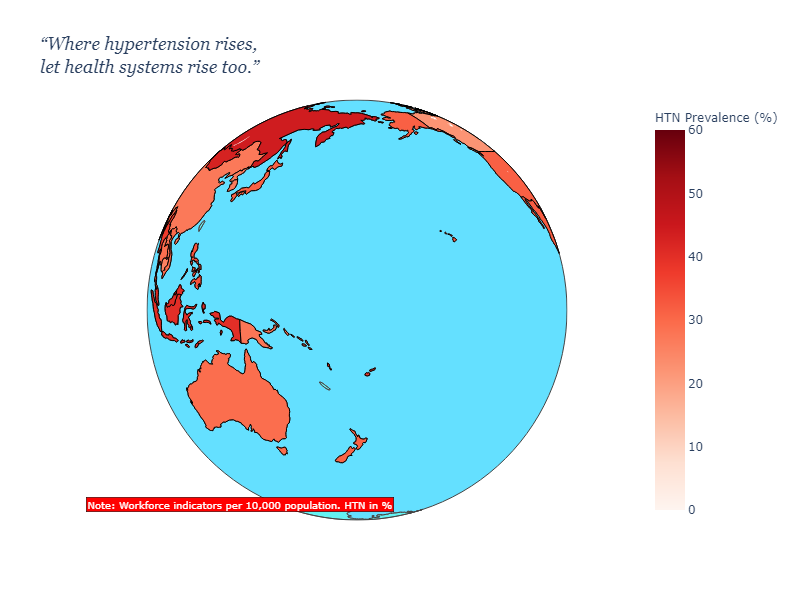 “Where hypertension rises,
let health systems rise too.”
HTN Prevalence (%)
60
50
40
30
20
10
0
Note: Workforce indicators per 10,000 population. HTN in %